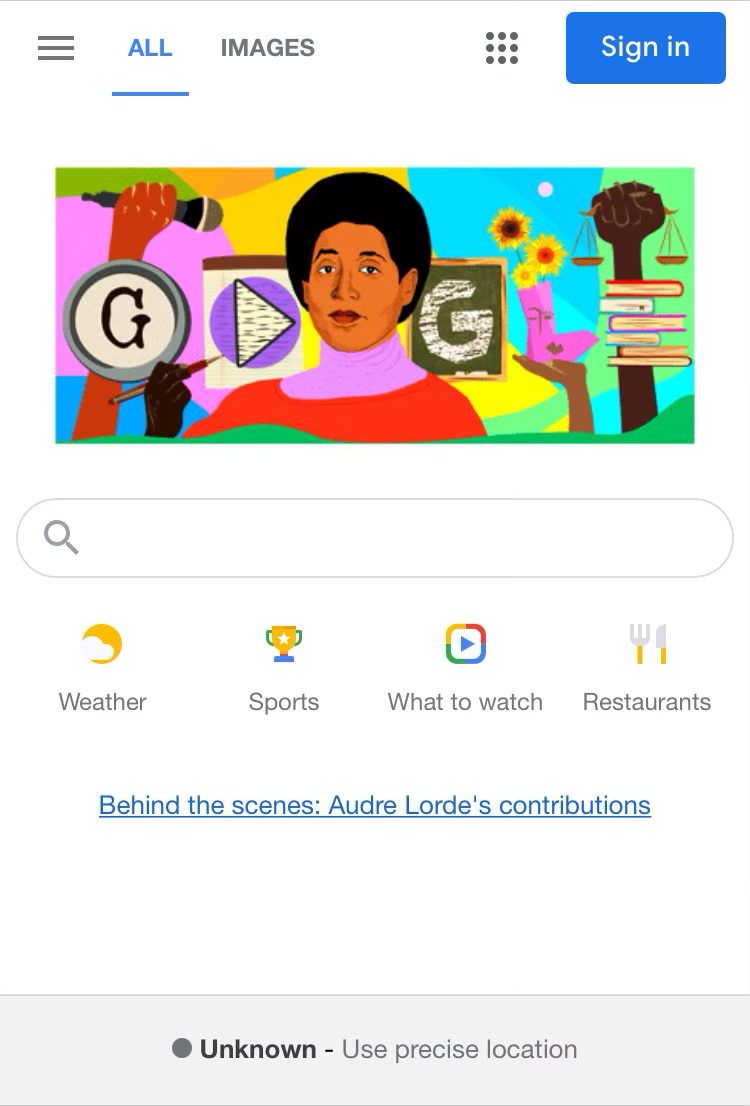 ALL IMAGES Sign in
G G
Weather Sports What to watch Restaurants
Behind the scenes: Audre Lorde's contributions
Unknown - Use precise location